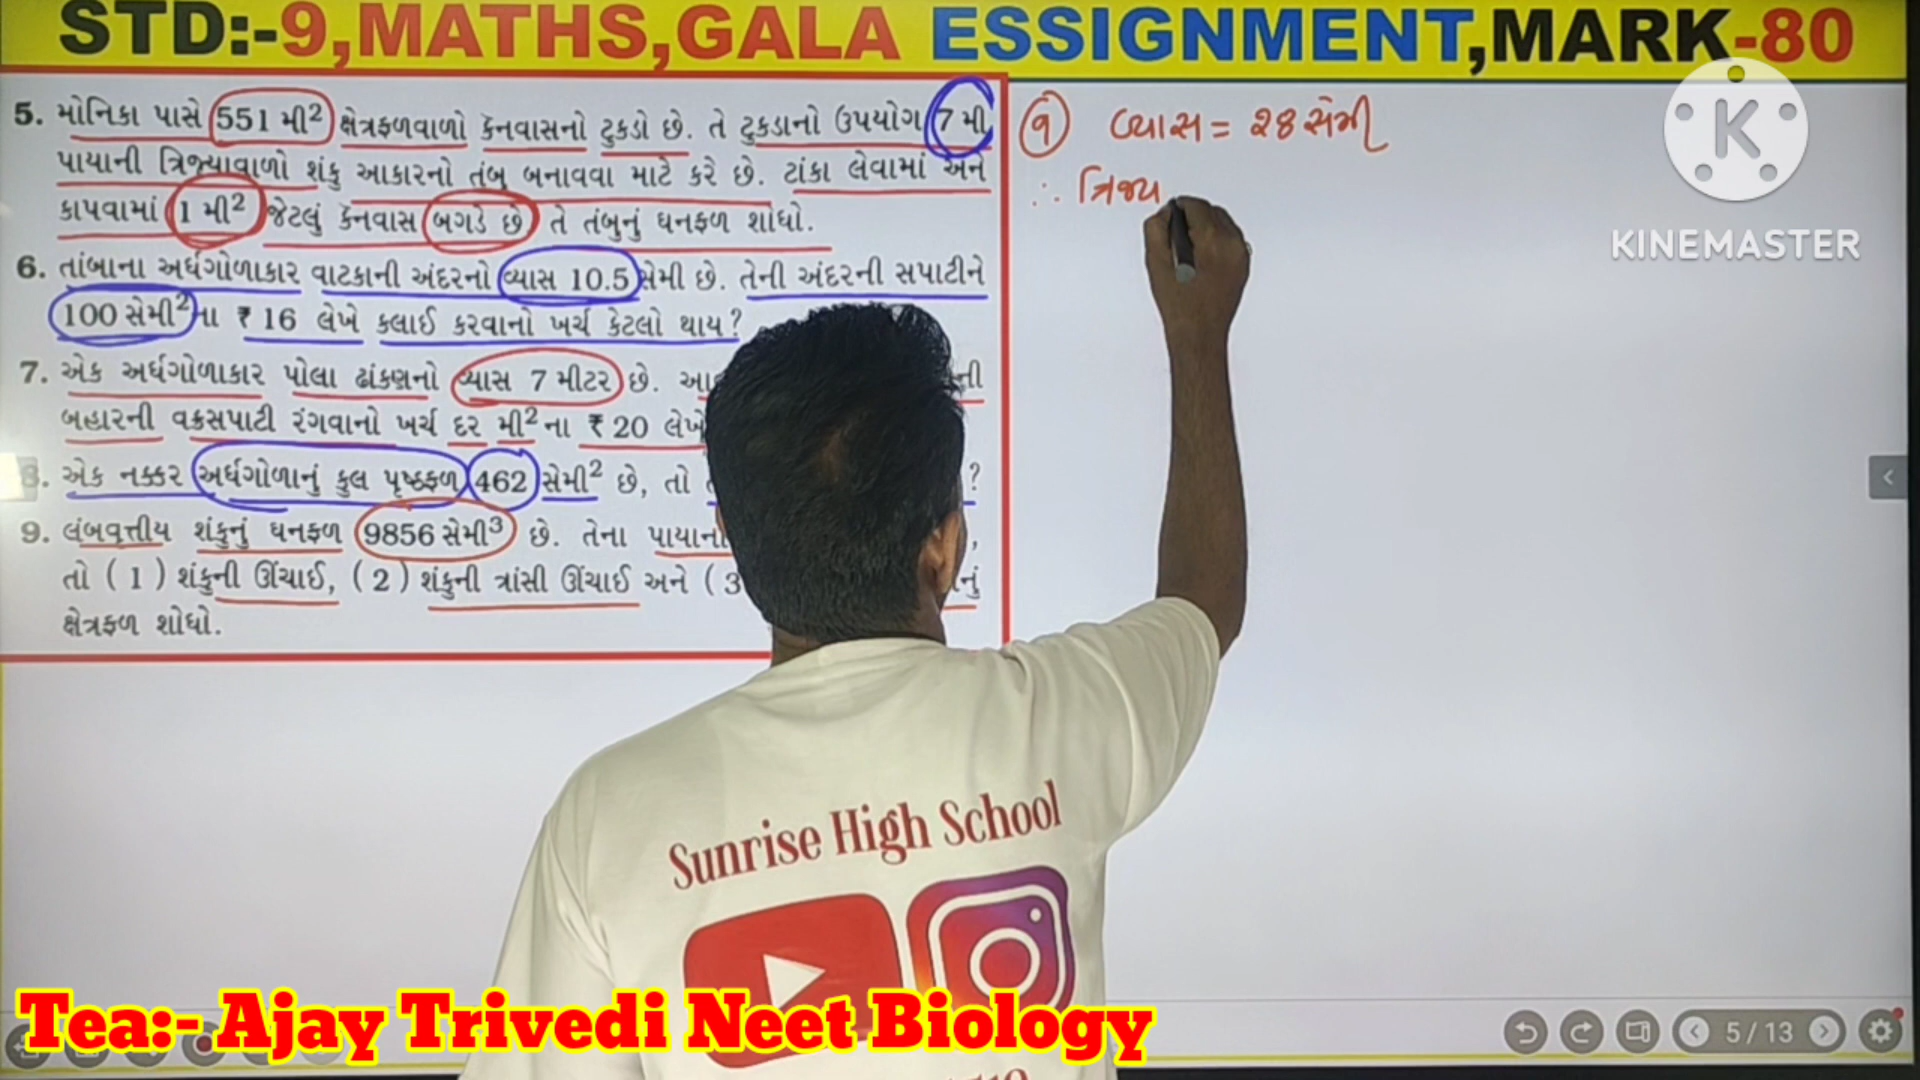 STD:-9,MATHS,GALA ESSIGNMENT,MARK-80
5. મોનિકા પાસે 551 મી² ક્ષેત્રફળવાળો કૅનવાસનો ટુકડો છે. તે ટુકડાનો ઉપયોગ 7 મી
પાયાની ત્રિજ્યાવાળો શંકુ આકારનો તંબુ બનાવવા માટે કરે છે. ટાંકા લેવામાં અને
કાપવામાં 1 મી² જેટલું કૅનવાસ બગડે છે તે તંબુનું ઘનફળ શોધો.
6. તાંબાના અર્ધગોળાકાર વાટકાની અંદરનો વ્યાસ 10.5 સેમી છે. તેની અંદરની સપાટીને
100 સેમી² ના ₹ 16 લેખે કલાઈ કરવાનો ખર્ચ કેટલો થાય?
7. એક અર્ધગોળાકાર પોલા ઢાંકણનો વ્યાસ 7 મીટર છે.
બહારની વક્રસપાટી રંગવાનો ખર્ચ દર મી² ના ₹ 20 લેખે
8. એક નક્કર અર્ધગોળાનું કુલ પૃષ્ઠફળ 462 સેમી² છે, તો ?
9. લંબવૃત્તીય શંકુનું ઘનફળ 9856 સેમી³ છે. તેના પાયાનો ,
તો (1) શંકુની ઊંચાઈ, (2) શંકુની ત્રાંસી ઊંચાઈ અને (3
ક્ષેત્રફળ શોધો.
૧ વ્યાસ = ૨૪ સેમી
∴ ત્રિજ્ય
K
KINEMASTER
Sunrise High School
Tea:- Ajay Trivedi Neet Biology
5/13